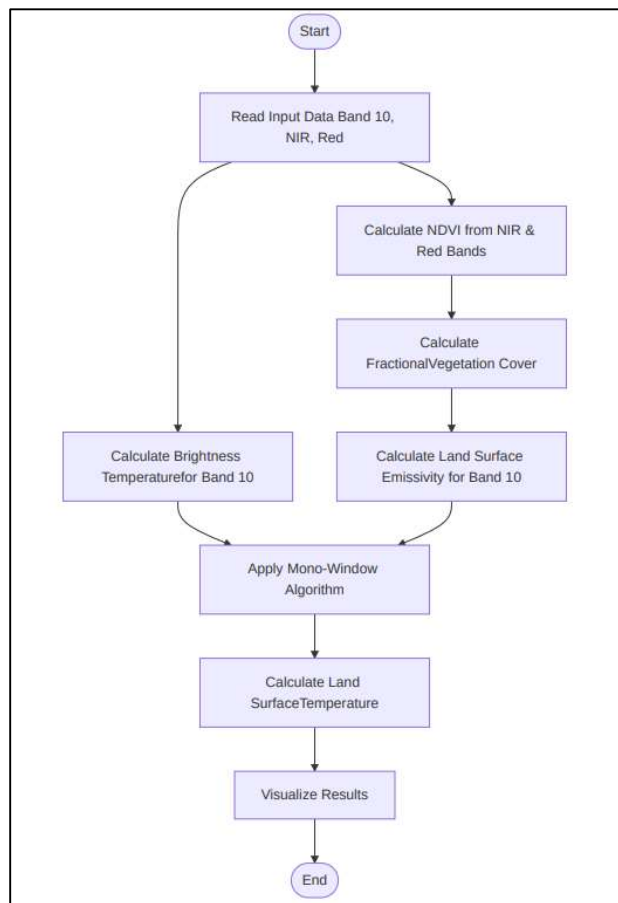 Start
Read Input Data Band 10,
NIR, Red
Calculate NDVI from NIR &
Red Bands
Calculate
FractionalVegetation Cover
Calculate Brightness
Temperaturefor Band 10
Calculate Land Surface
Emissivity for Band 10
Apply Mono-Window
Algorithm
Calculate Land
SurfaceTemperature
Visualize Results
End